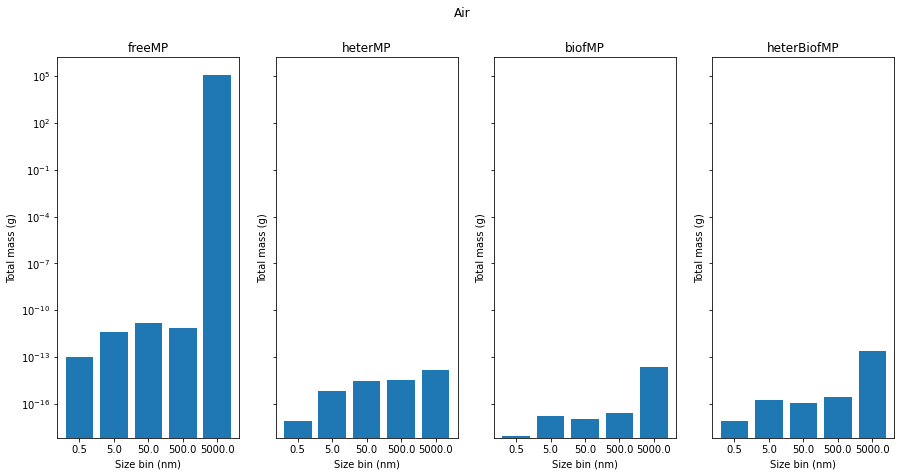 Air
freeMP
heterMP
biofMP
heterBiofMP
Total mass (g)
10⁵
10²
10⁻¹
10⁻⁴
10⁻⁷
10⁻¹⁰
10⁻¹³
10⁻¹⁶
0.5 5.0 50.0 500.0 5000.0
Size bin (nm)
Total mass (g)
0.5 5.0 50.0 500.0 5000.0
Size bin (nm)
Total mass (g)
0.5 5.0 50.0 500.0 5000.0
Size bin (nm)
Total mass (g)
0.5 5.0 50.0 500.0 5000.0
Size bin (nm)